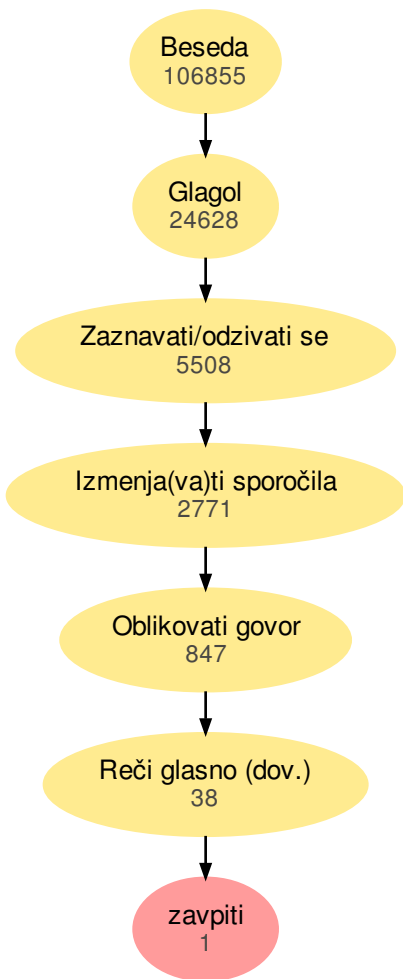 Beseda
106855
Glagol
24628
Zaznavati/odzivati se
5508
Izmenja(va)ti sporočila
2771
Oblikovati govor
847
Reči glasno (dov.)
38
zavpiti
1